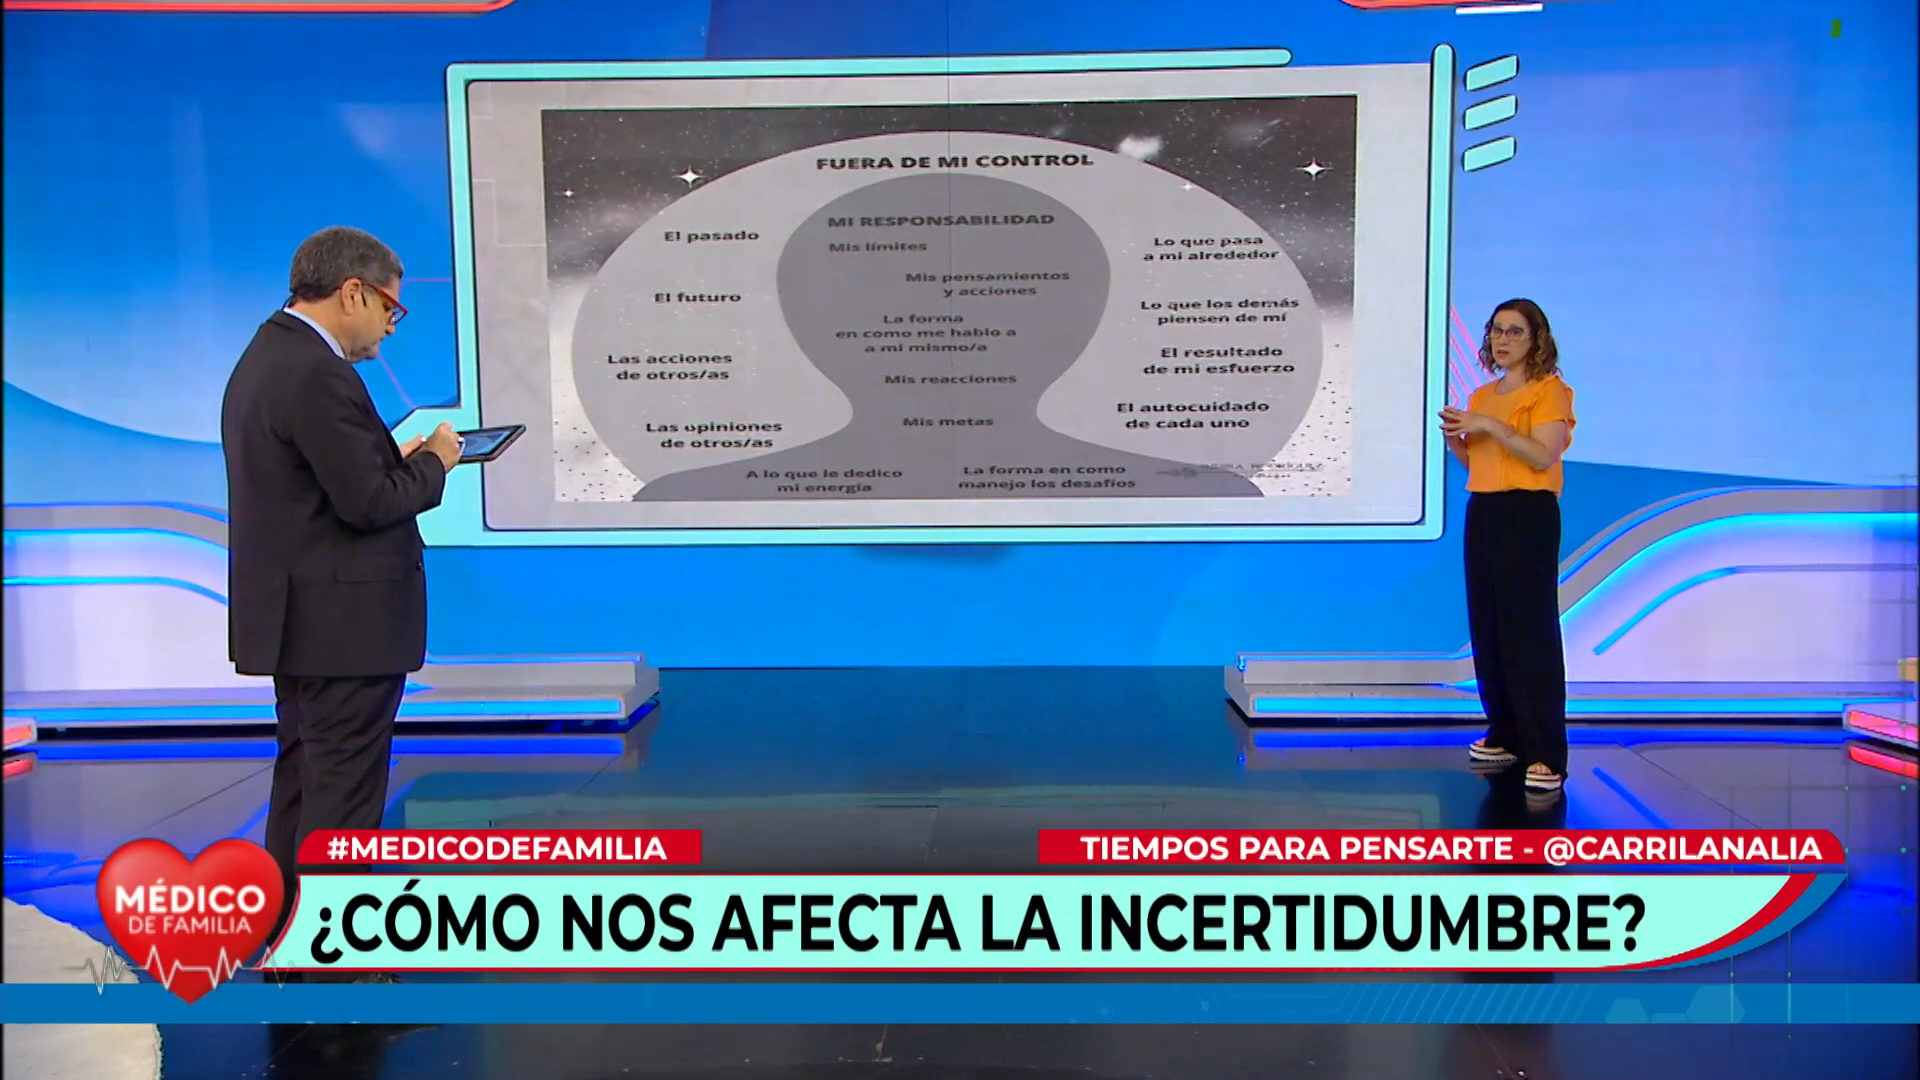 FUERA DE MI CONTROL
MI RESPONSABILIDAD
Mis límites
Mis pensamientos
y acciones
La forma
en como me hablo a
a mi mismo/a
Mis reacciones
Mis metas
A lo que le dedico
mi energía
La forma en como
manejo los desafíos
El pasado
El futuro
Las acciones
de otros/as
Las opiniones
de otros/as
Lo que pasa
a mi alrededor
Lo que los demás
piensen de mí
El resultado
de mi esfuerzo
El autocuidado
de cada uno
#MEDICODEFAMILIA
TIEMPOS PARA PENSARTE - @CARRILANALIA
MÉDICO
DE FAMILIA
¿CÓMO NOS AFECTA LA INCERTIDUMBRE?